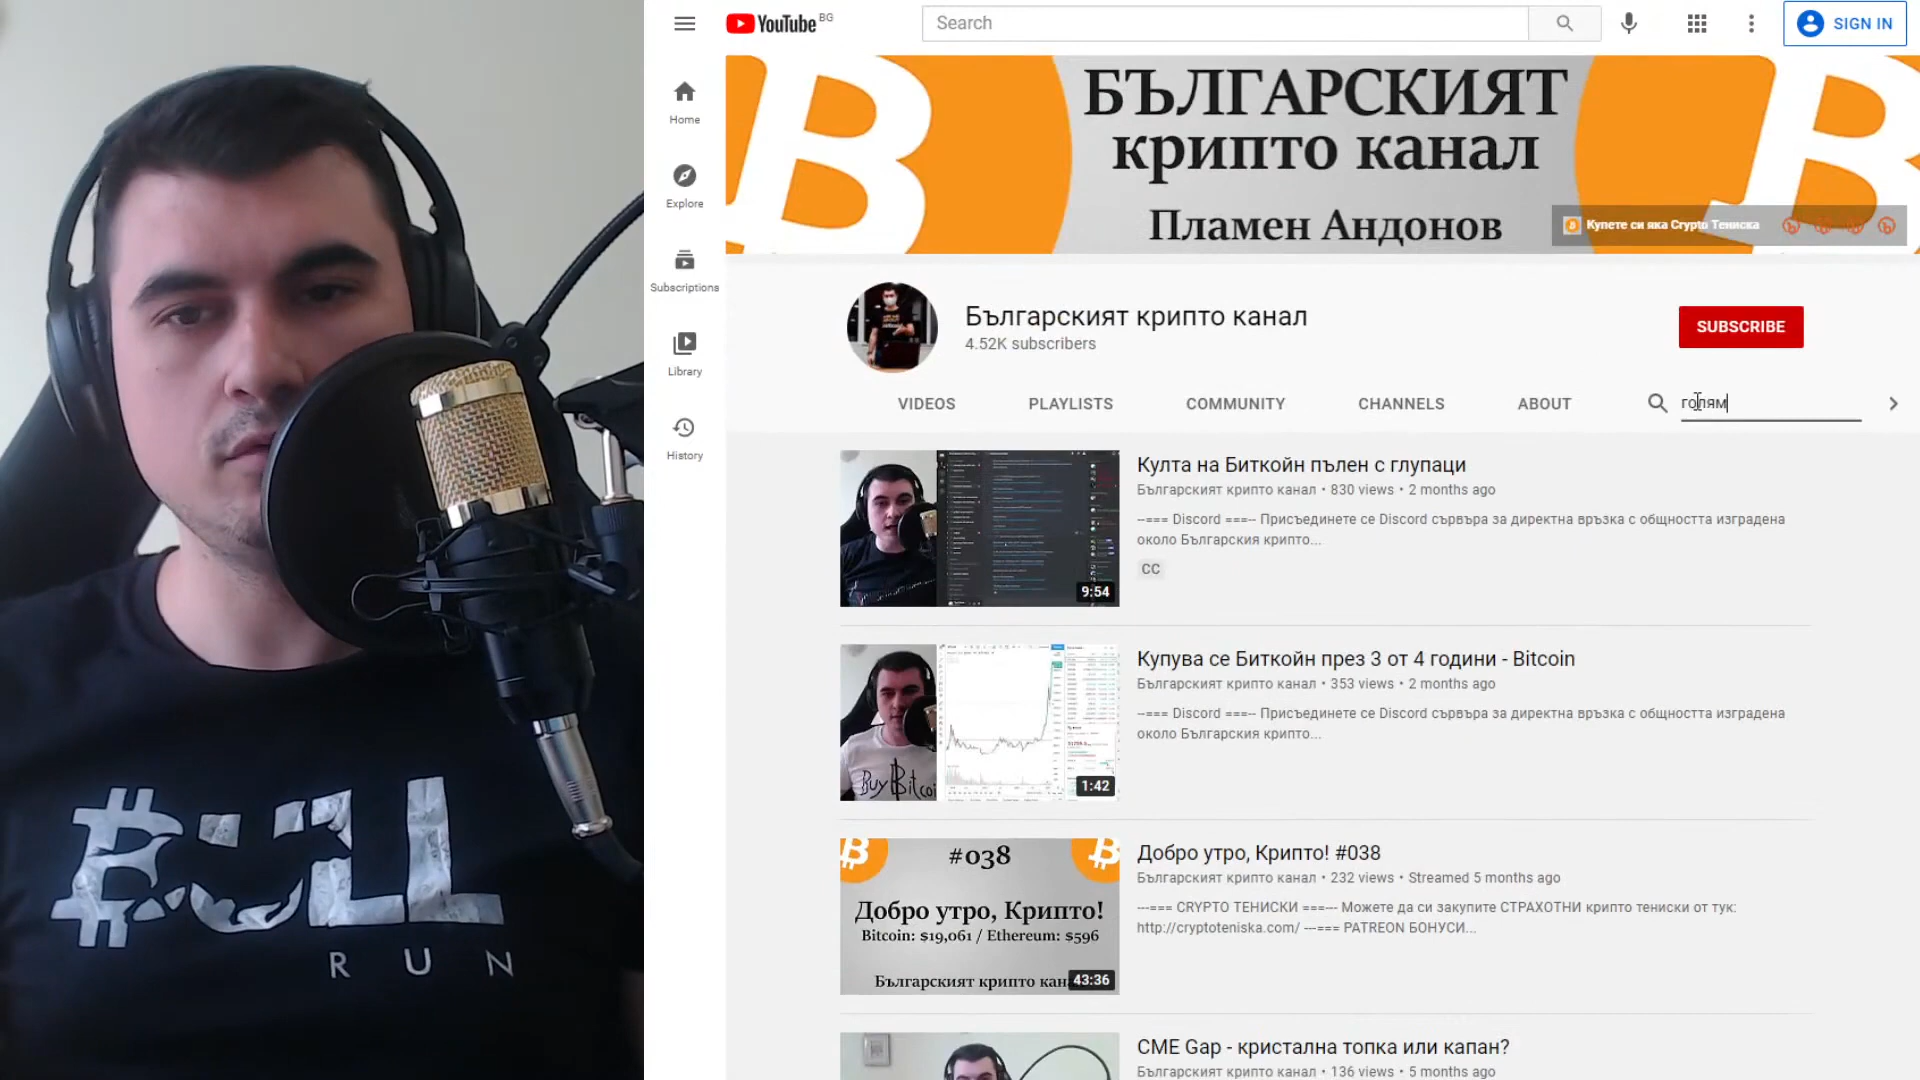 YouTube BG
Search
SIGN IN
Home
Explore
Subscriptions
Library
History
БЪЛГАРСКИЯТ
крипто канал
Пламен Андонов
Купете си яка Crypto Тениска
Българският крипто канал
4.52K subscribers
SUBSCRIBE
VIDEOS PLAYLISTS COMMUNITY CHANNELS ABOUT голям
Култа на Биткойн пълен с глупаци
Българският крипто канал • 830 views • 2 months ago
--=== Discord ===-- Присъединете се Discord сървъра за директна връзка с общността изградена
около Българския крипто...
CC
9:54
Купува се Биткойн през 3 от 4 години - Bitcoin
Българският крипто канал • 353 views • 2 months ago
--=== Discord ===-- Присъединете се Discord сървъра за директна връзка с общността изградена
около Българския крипто...
Buy Bitcoi
1:42
#038
Добро утро, Крипто!
Bitcoin: $19,061 / Ethereum: $596
Българският крипто кан
43:36
Добро утро, Крипто! #038
Българският крипто канал • 232 views • Streamed 5 months ago
---=== CRYPTO ТЕНИСКИ ===--- Можете да си закупите СТРАХОТНИ крипто тениски от тук:
http://cryptoteniska.com/ ---=== PATREON БОНУСИ...
CME Gap - кристална топка или капан?
Българският крипто канал • 136 views • 5 months ago
BULL
RUN